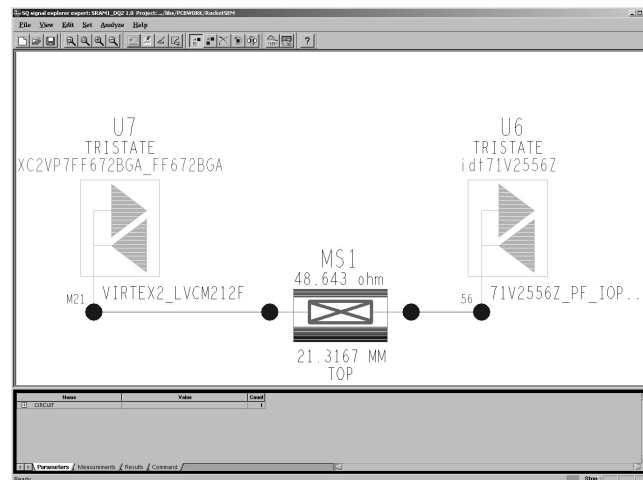 SQ signal explorer expert: SRAM1_DQ2 1.0 Project: .../libs/PCBWORK/RocketSIEM
File View Edit Set Analyze Help
U7
TRISTATE
XC2VP7FF672BGA_FF672BGA
U6
TRISTATE
idt71V2556Z
MS1
48.643 ohm
M21
VIRTEX2_LVCM212F
56
71V2556Z_PF_IOP..
21.3167 MM
TOP
Name Value Count
CIRCUIT 1
Parameters Measurements Results Command
Ready
Stop